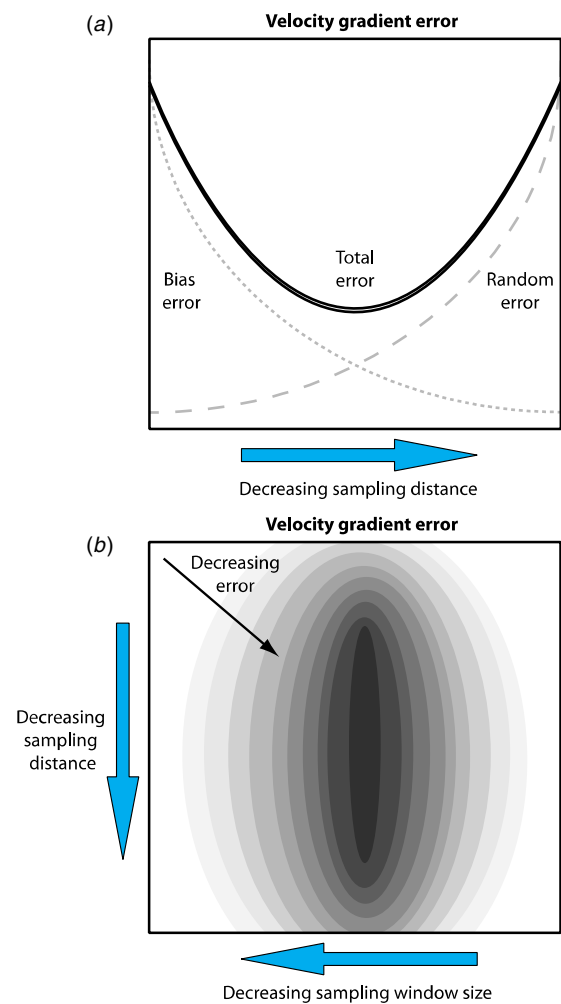 (a)
Velocity gradient error
Total
error
Bias
error
Random
error
Decreasing sampling distance
Velocity gradient error
(b)
Decreasing
error
Decreasing
sampling
distance
Decreasing sampling window size